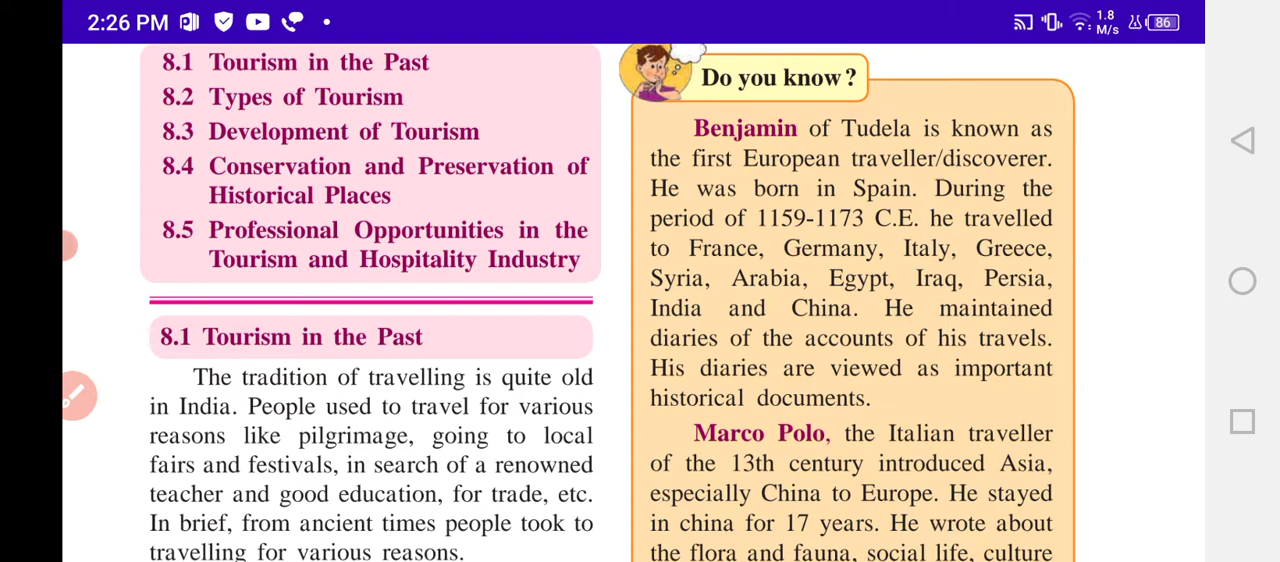 2:26 PM
1.8
M/s
86
8.1 Tourism in the Past
8.2 Types of Tourism
8.3 Development of Tourism
8.4 Conservation and Preservation of
Historical Places
8.5 Professional Opportunities in the
Tourism and Hospitality Industry
8.1 Tourism in the Past
The tradition of travelling is quite old
in India. People used to travel for various
reasons like pilgrimage, going to local
fairs and festivals, in search of a renowned
teacher and good education, for trade, etc.
In brief, from ancient times people took to
travelling for various reasons.
Do you know?
Benjamin of Tudela is known as
the first European traveller/discoverer.
He was born in Spain. During the
period of 1159-1173 C.E. he travelled
to France, Germany, Italy, Greece,
Syria, Arabia, Egypt, Iraq, Persia,
India and China. He maintained
diaries of the accounts of his travels.
His diaries are viewed as important
historical documents.
Marco Polo, the Italian traveller
of the 13th century introduced Asia,
especially China to Europe. He stayed
in china for 17 years. He wrote about
the flora and fauna, social life, culture